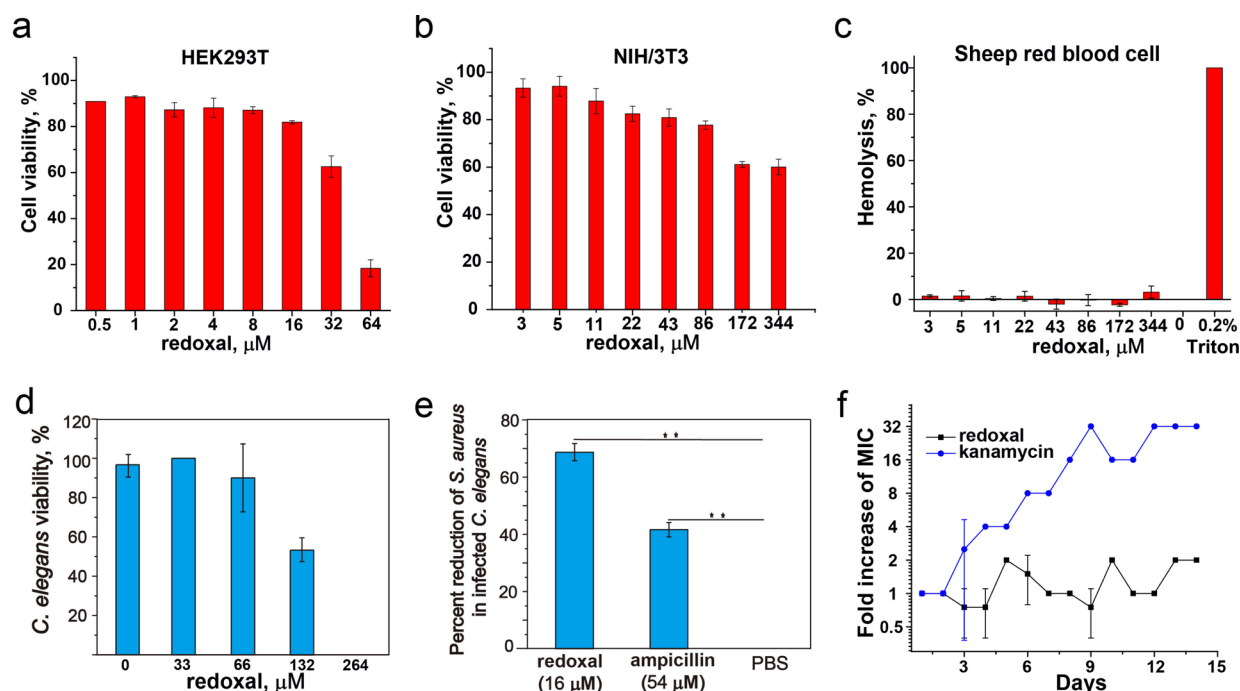 a
HEK293T
Cell viability, %
100
80
60
40
20
0
0.5 1 2 4 8 16 32 64
redoxal, μM
b
NIH/3T3
Cell viability, %
100
80
60
40
20
0
3 5 11 22 43 86 172 344
redoxal, μM
c
Sheep red blood cell
Hemolysis, %
100
80
60
40
20
0
3 5 11 22 43 86 172 344 0 0.2%
redoxal, μM Triton
d
C. elegans viability, %
120
100
80
60
40
20
0
0 33 66 132 264
redoxal, μM
e
Percent reduction of S. aureus
in infected C. elegans
80
70
60
50
40
30
20
10
0
**
**
redoxal ampicillin PBS
(16 μM) (54 μM)
f
Fold increase of MIC
32
16
8
4
2
1
0.5
redoxal
kanamycin
3 6 9 12 15
Days